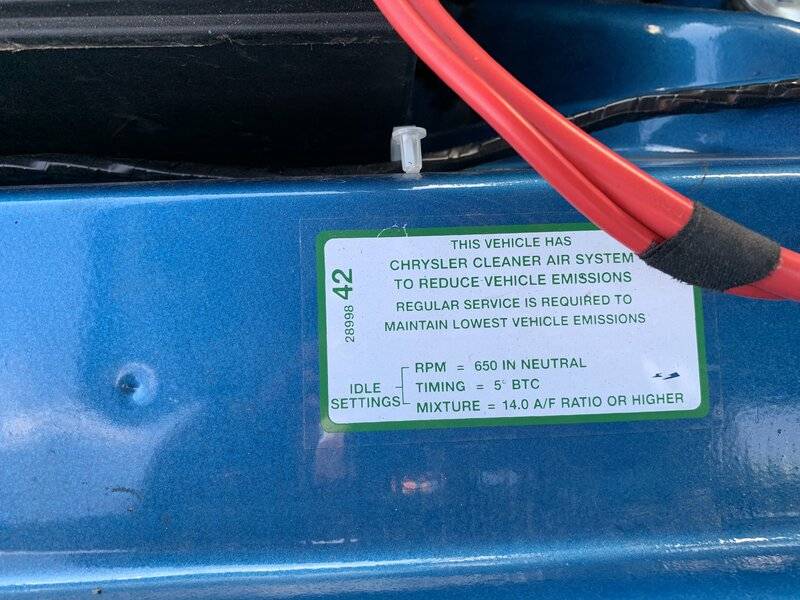 THIS VEHICLE HAS
CHRYSLER CLEANER AIR SYSTEM
TO REDUCE VEHICLE EMISSIONS
REGULAR SERVICE IS REQUIRED TO
MAINTAIN LOWEST VEHICLE EMISSIONS
28998 42
IDLE SETTINGS
RPM = 650 IN NEUTRAL
TIMING = 5° BTC
MIXTURE = 14.0 A/F RATIO OR HIGHER